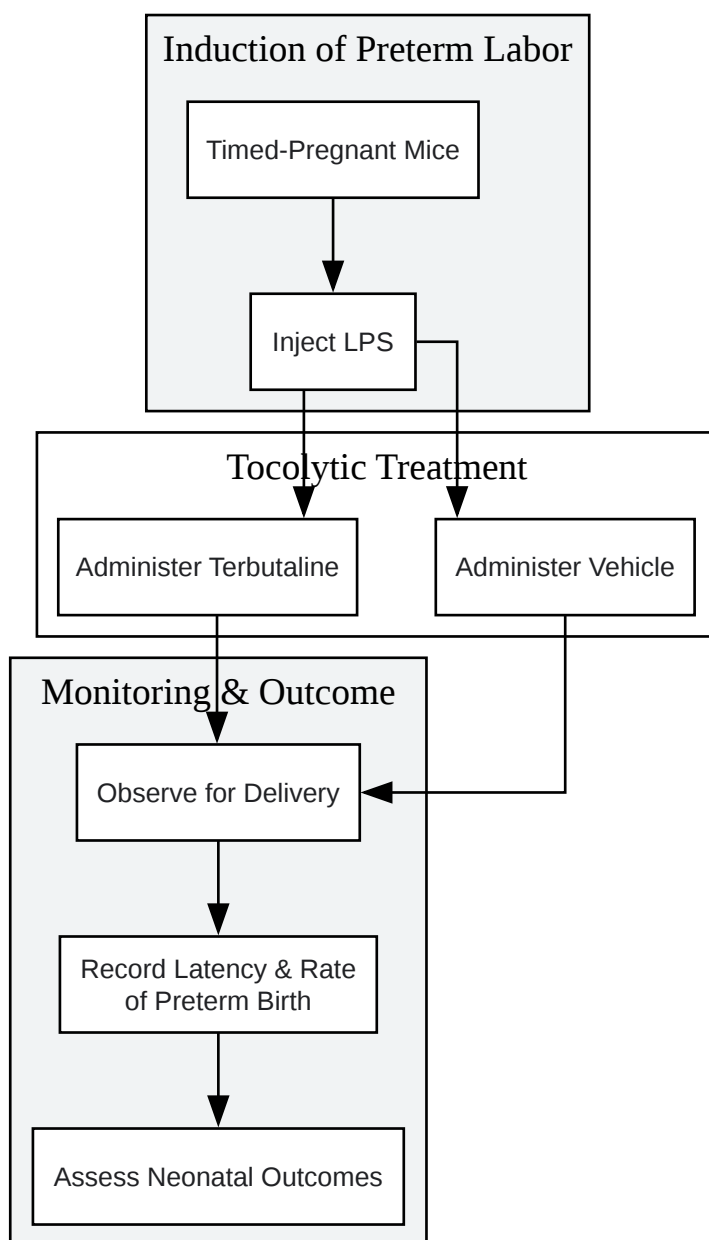 Induction of Preterm Labor
Timed-Pregnant Mice
Inject LPS
Tocolytic Treatment
Administer Terbutaline
Administer Vehicle
Monitoring & Outcome
Observe for Delivery
Record Latency & Rate
of Preterm Birth
Assess Neonatal Outcomes